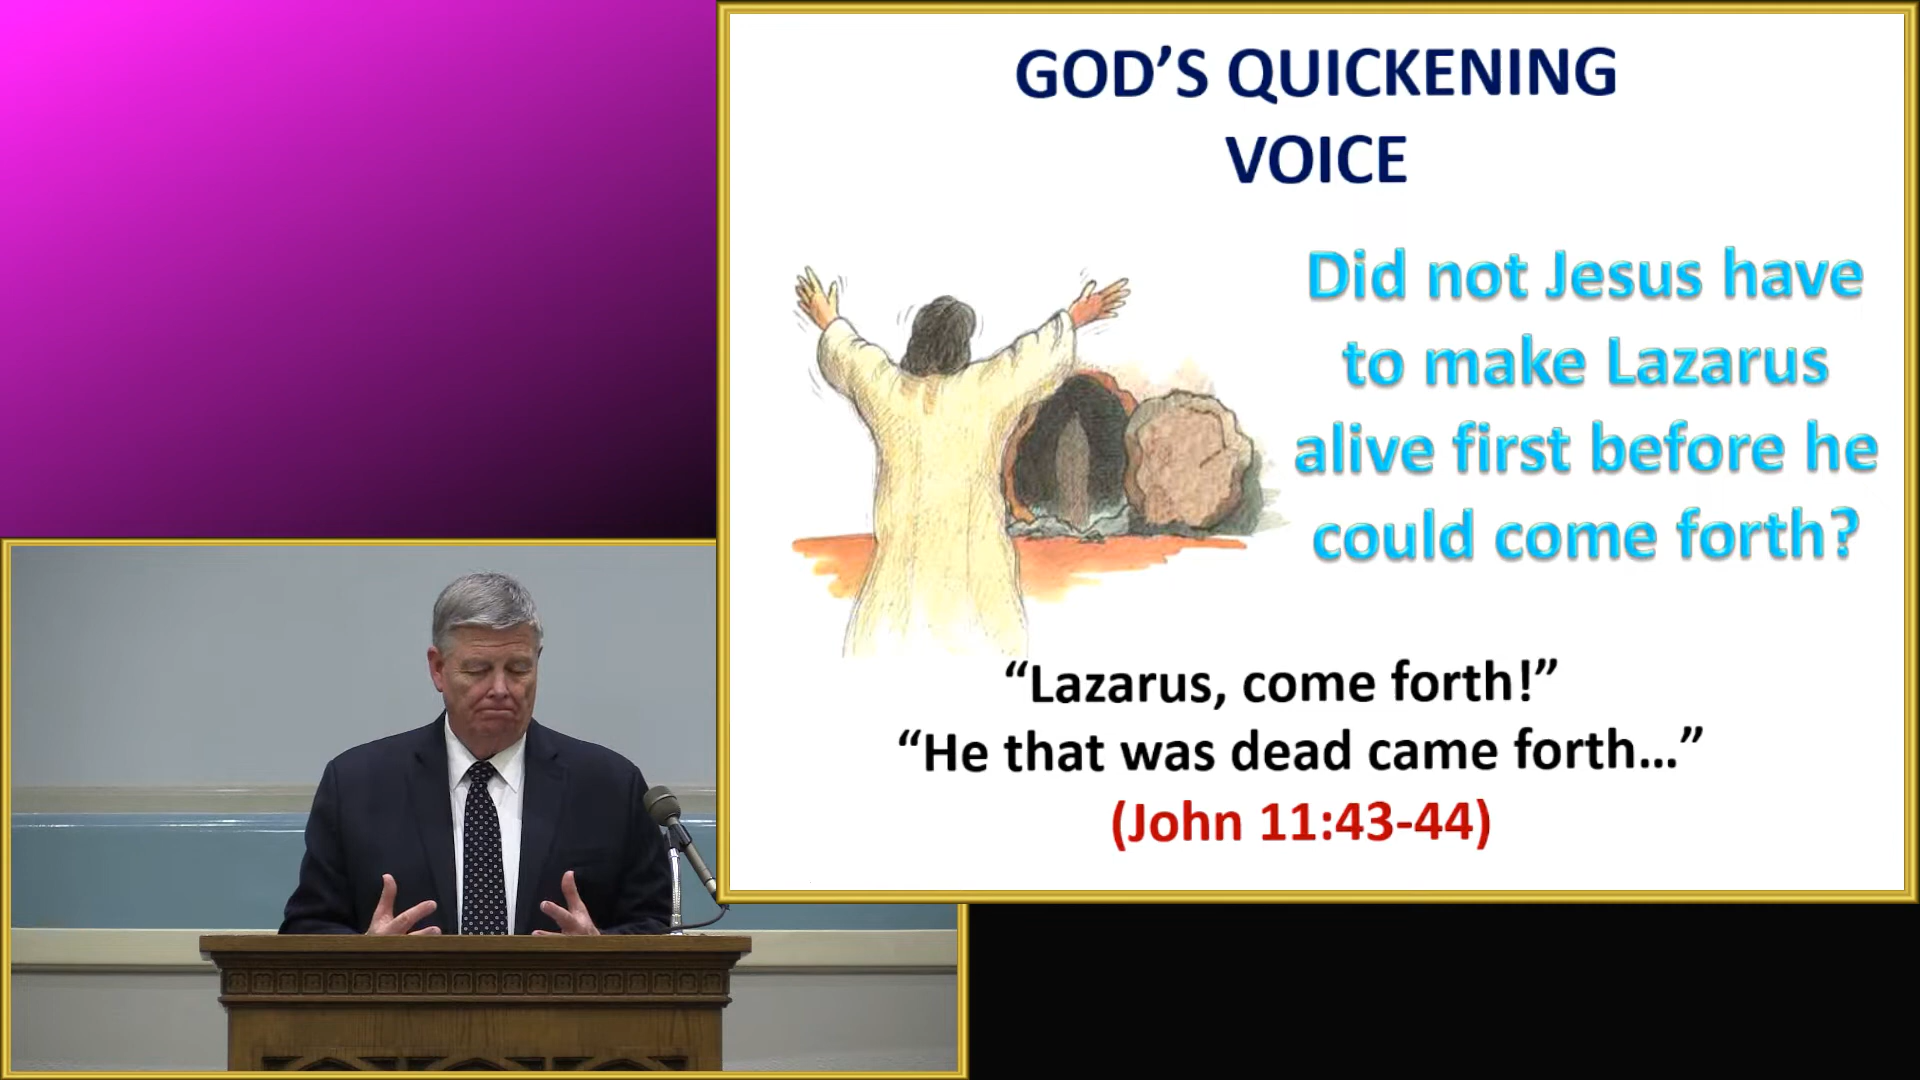 GOD’S QUICKENING
VOICE
Did not Jesus have
to make Lazarus
alive first before he
could come forth?
“Lazarus, come forth!”
“He that was dead came forth...”
(John 11:43-44)